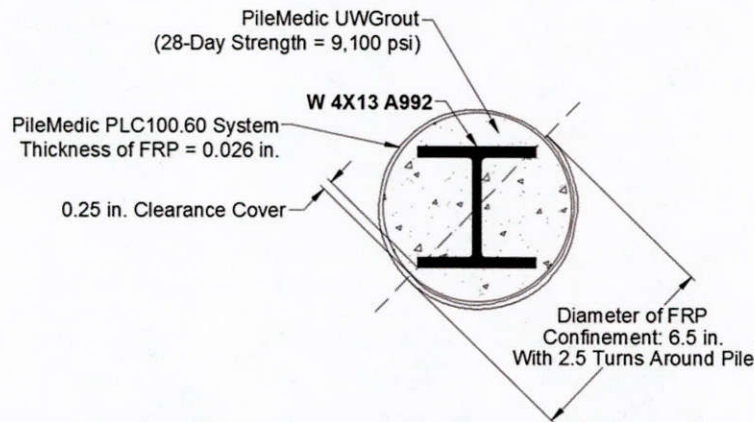 PileMedic UWGrout
(28-Day Strength = 9,100 psi)
W 4X13 A992
PileMedic PLC100.60 System
Thickness of FRP = 0.026 in.
0.25 in. Clearance Cover
Diameter of FRP
Confinement: 6.5 in.
With 2.5 Turns Around Pile